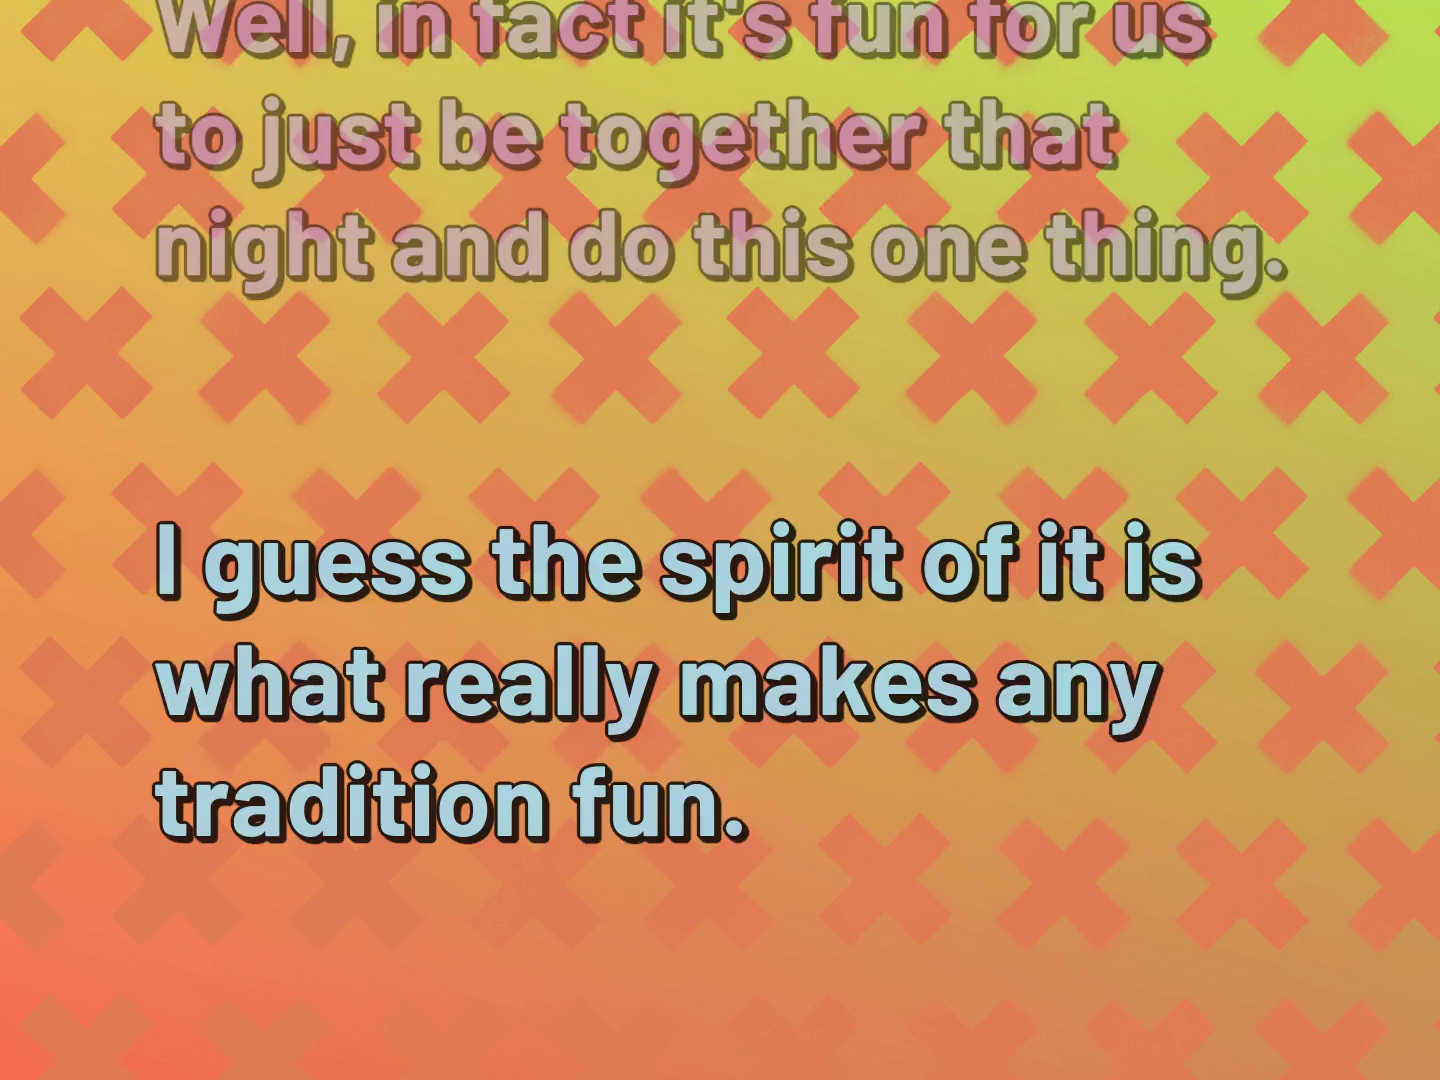 Well, in fact it's fun for us
to just be together that
night and do this one thing.
I guess the spirit of it is
what really makes any
tradition fun.